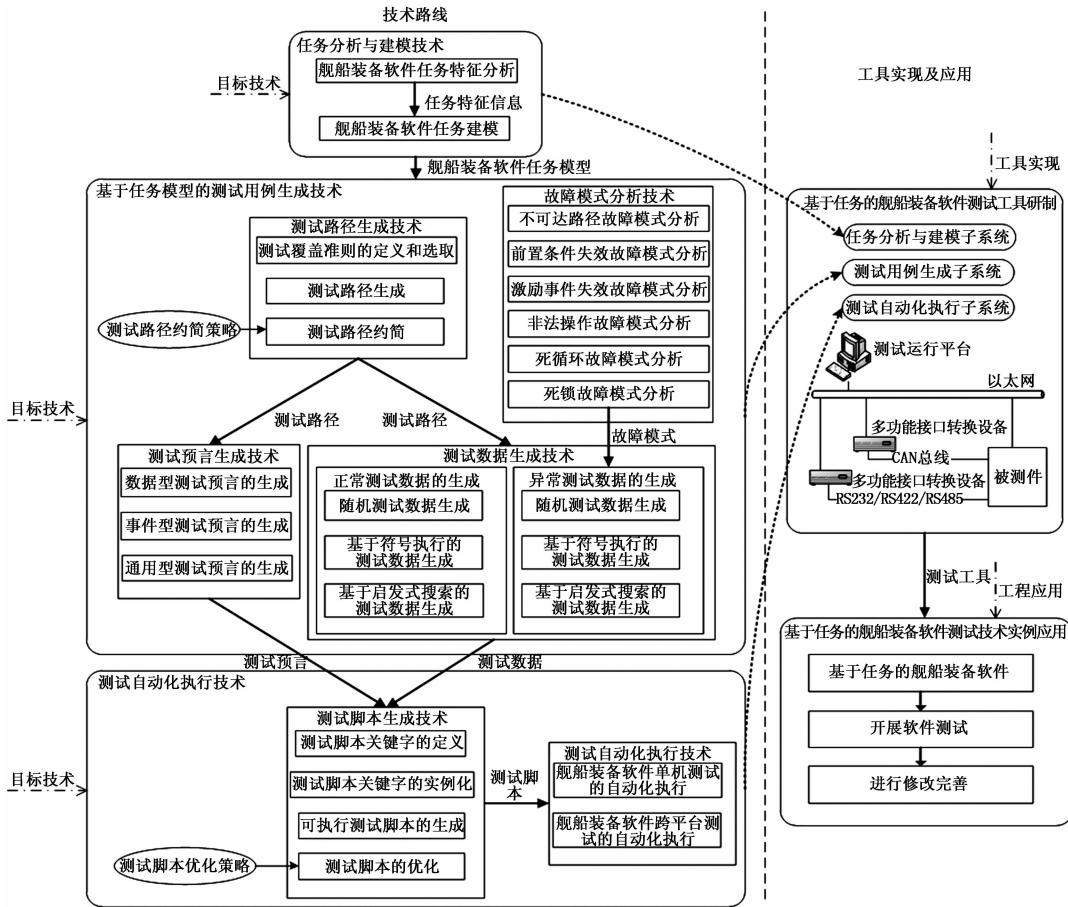 技术路线
任务分析与建模技术
舰船装备软件任务特征分析
目标技术
任务特征信息
舰船装备软件任务建模
舰船装备软件任务模型
基于任务模型的测试用例生成技术
测试路径生成技术
测试覆盖准则的定义和选取
测试路径生成
测试路径约简策略
测试路径约简
故障模式分析技术
不可达路径故障模式分析
前置条件失效故障模式分析
激励事件失效故障模式分析
非法操作故障模式分析
死循环故障模式分析
死锁故障模式分析
目标技术
测试路径
测试路径
故障模式
测试预言生成技术
数据型测试预言的生成
事件型测试预言的生成
通用型测试预言的生成
测试数据生成技术
正常测试数据的生成
随机测试数据生成
基于符号执行的
测试数据生成
基于启发式搜索的
测试数据生成
异常测试数据的生成
随机测试数据生成
基于符号执行的
测试数据生成
基于启发式搜索的
测试数据生成
测试预言
测试数据
测试自动化执行技术
目标技术
测试脚本生成技术
测试脚本关键字的定义
测试脚本关键字的实例化
可执行测试脚本的生成
测试脚本优化策略
测试脚本的优化
测试脚
本
测试自动化执行技术
舰船装备软件单机测试
的自动化执行
舰船装备软件跨平台测
试的自动化执行
工具实现及应用
工具实现
基于任务的舰船装备软件测试工具研制
任务分析与建模子系统
测试用例生成子系统
测试自动化执行子系统
测试运行平台
以太网
多功能接口转换设备
CAN总线
多功能接口转换设备
RS232/RS422/RS485
被测件
测试工具
工程应用
基于任务的舰船装备软件测试技术实例应用
基于任务的舰船装备软件
开展软件测试
进行修改完善